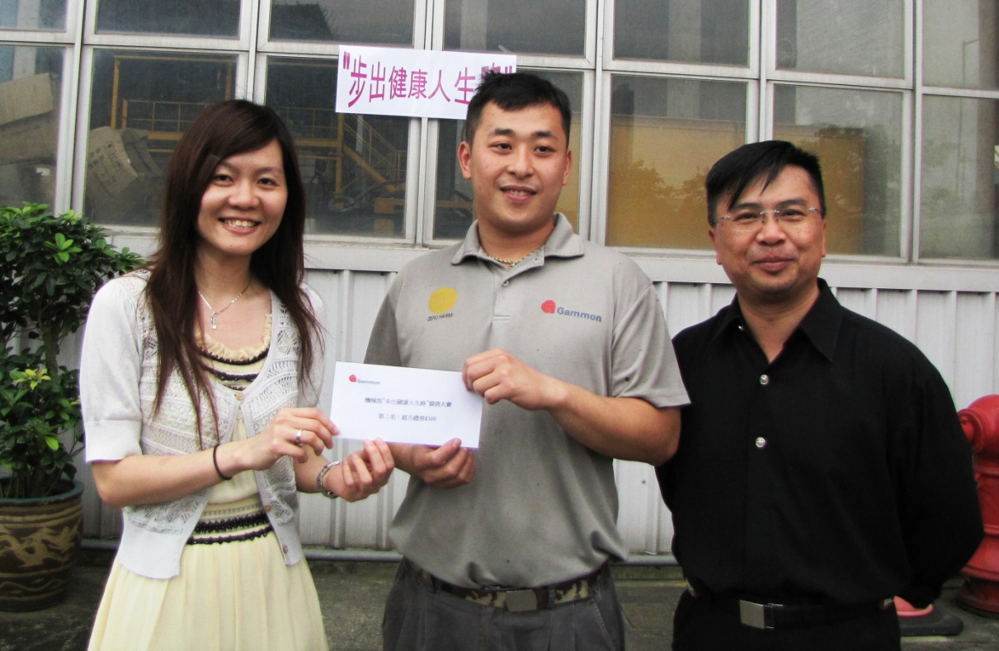 "步出健康人生路"
ZERO HARM
Gammon
Gammon
機械部"步出健康人生路"競猜大賽
第二名：超市禮券$300